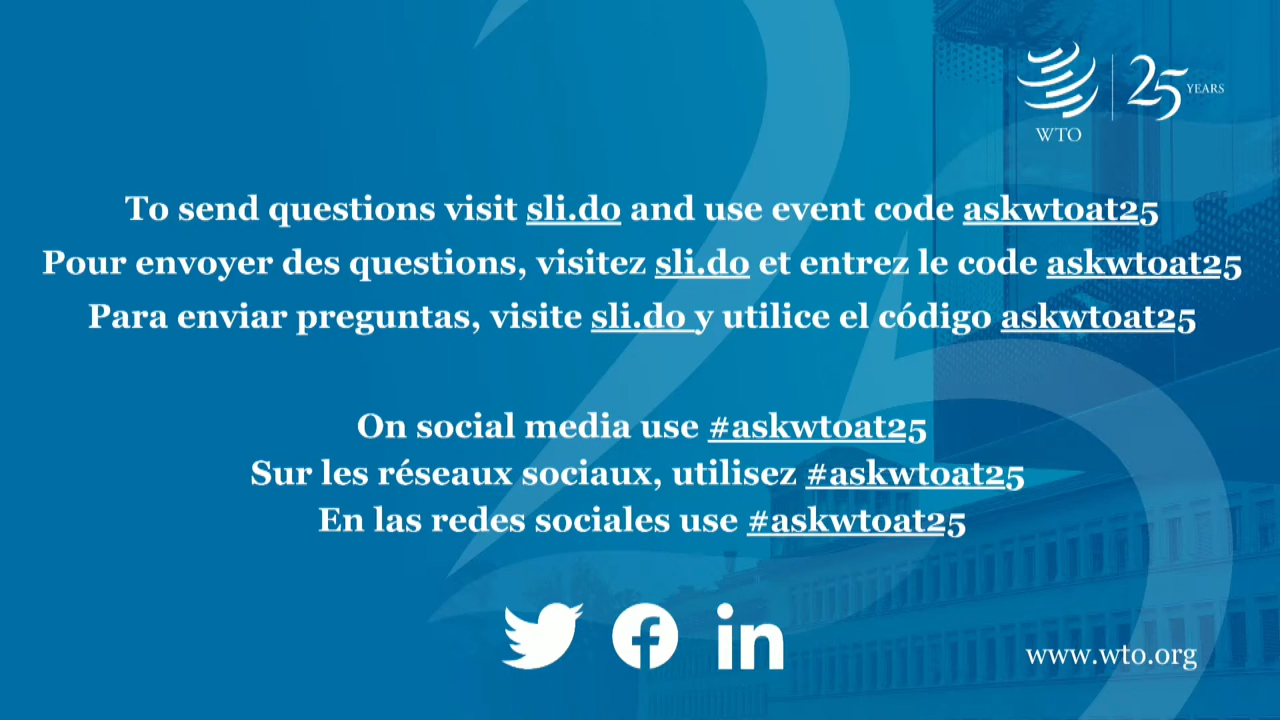 WTO
25 YEARS
To send questions visit sli.do and use event code askwtoat25
Pour envoyer des questions, visitez sli.do et entrez le code askwtoat25
Para enviar preguntas, visite sli.do y utilice el código askwtoat25
On social media use #askwtoat25
Sur les réseaux sociaux, utilisez #askwtoat25
En las redes sociales use #askwtoat25
in
www.wto.org